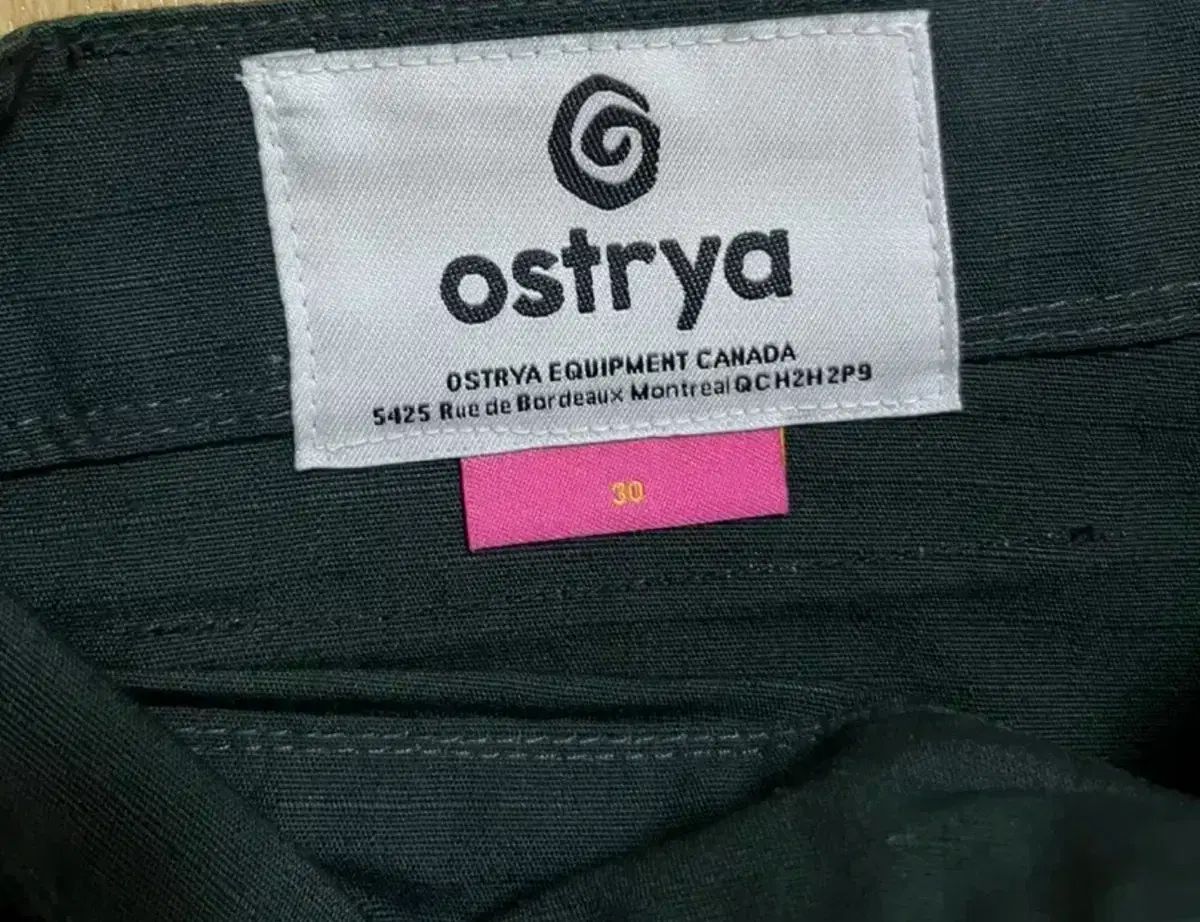 ostrya
OSTRYA EQUIPMENT CANADA
5425 Rue de Bordeaux Montreal QC H2H 2P9
30